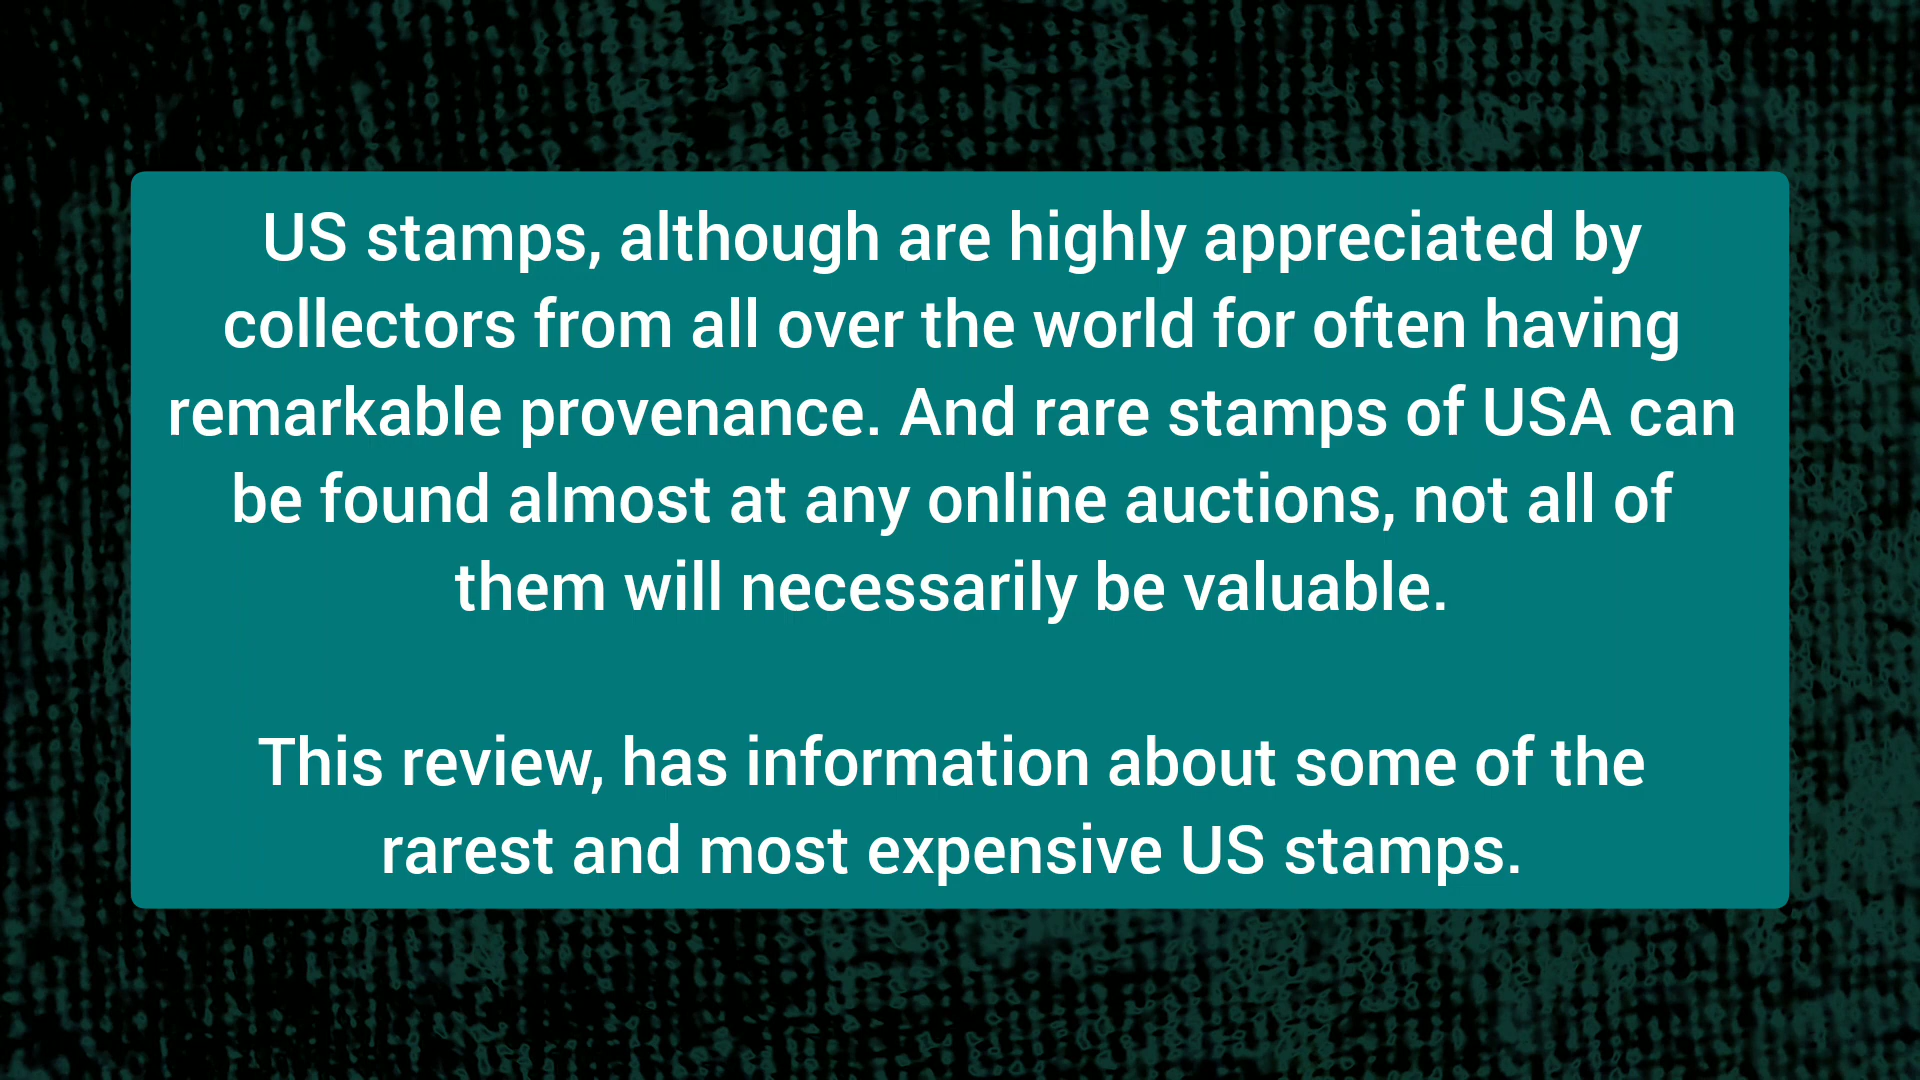 US stamps, although are highly appreciated by
collectors from all over the world for often having
remarkable provenance. And rare stamps of USA can
be found almost at any online auctions, not all of
them will necessarily be valuable.
This review, has information about some of the
rarest and most expensive US stamps.